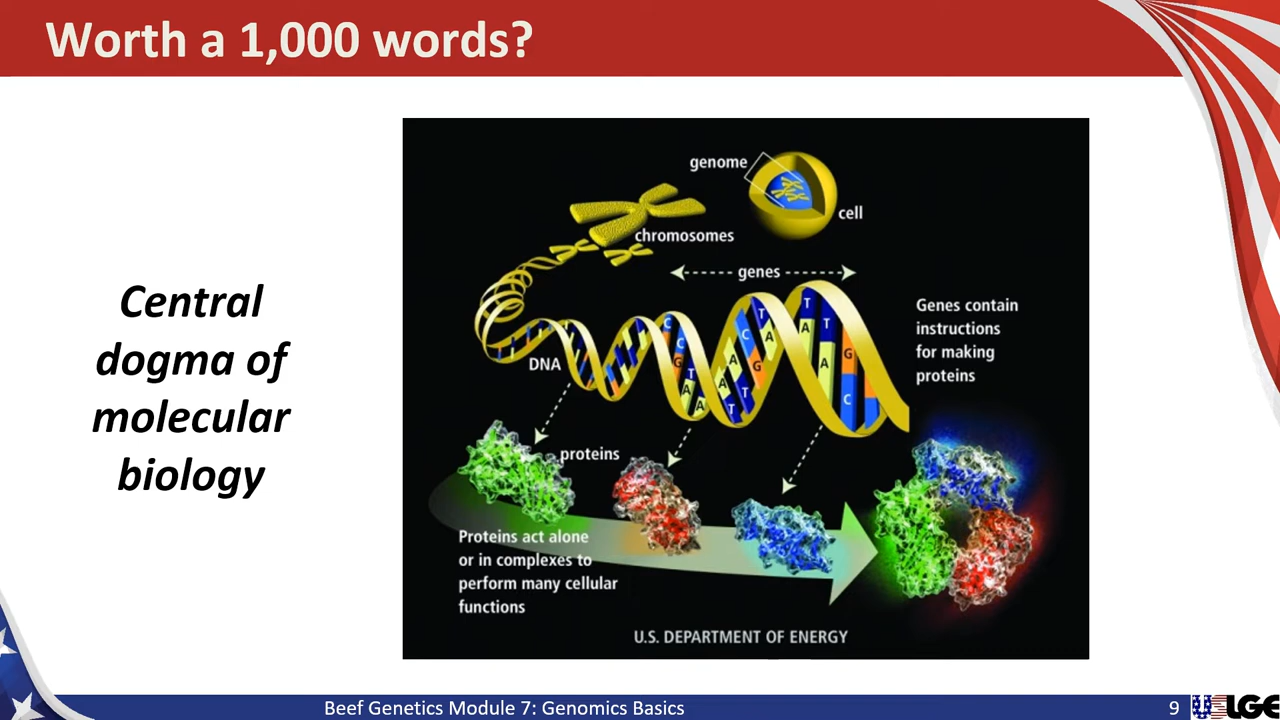 Worth a 1,000 words?
Central
dogma of
molecular
biology
genome
cell
chromosomes
genes
Genes contain
instructions
for making
proteins
DNA
C
C
G
T
A
A
T
C
A
A
G
A
T
T
T
T
A
A
G
C
proteins
Proteins act alone
or in complexes to
perform many cellular
functions
U.S. DEPARTMENT OF ENERGY
Beef Genetics Module 7: Genomics Basics
9
LGE